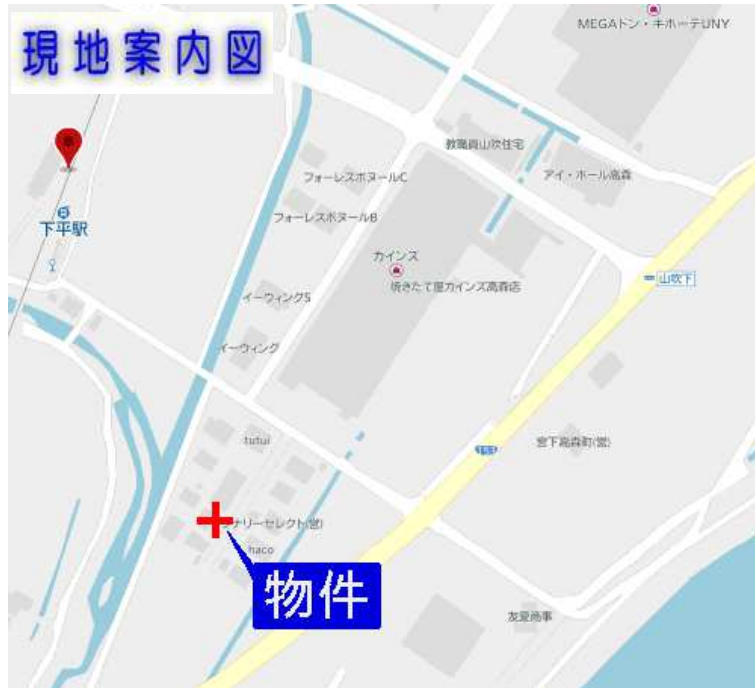 現地案内図
MEGAドン・キホーテUNY
教職員山吹住宅
アイ・ホール高森
フォーレスボヌールC
フォーレスボヌールB
下平駅
カインス
焼きたて屋カインズ高森店
山吹下
イーウィングS
イーウィング
tutui
153
宮下高森町(営)
ナリーセレクト(営)
haco
物件
友愛商事